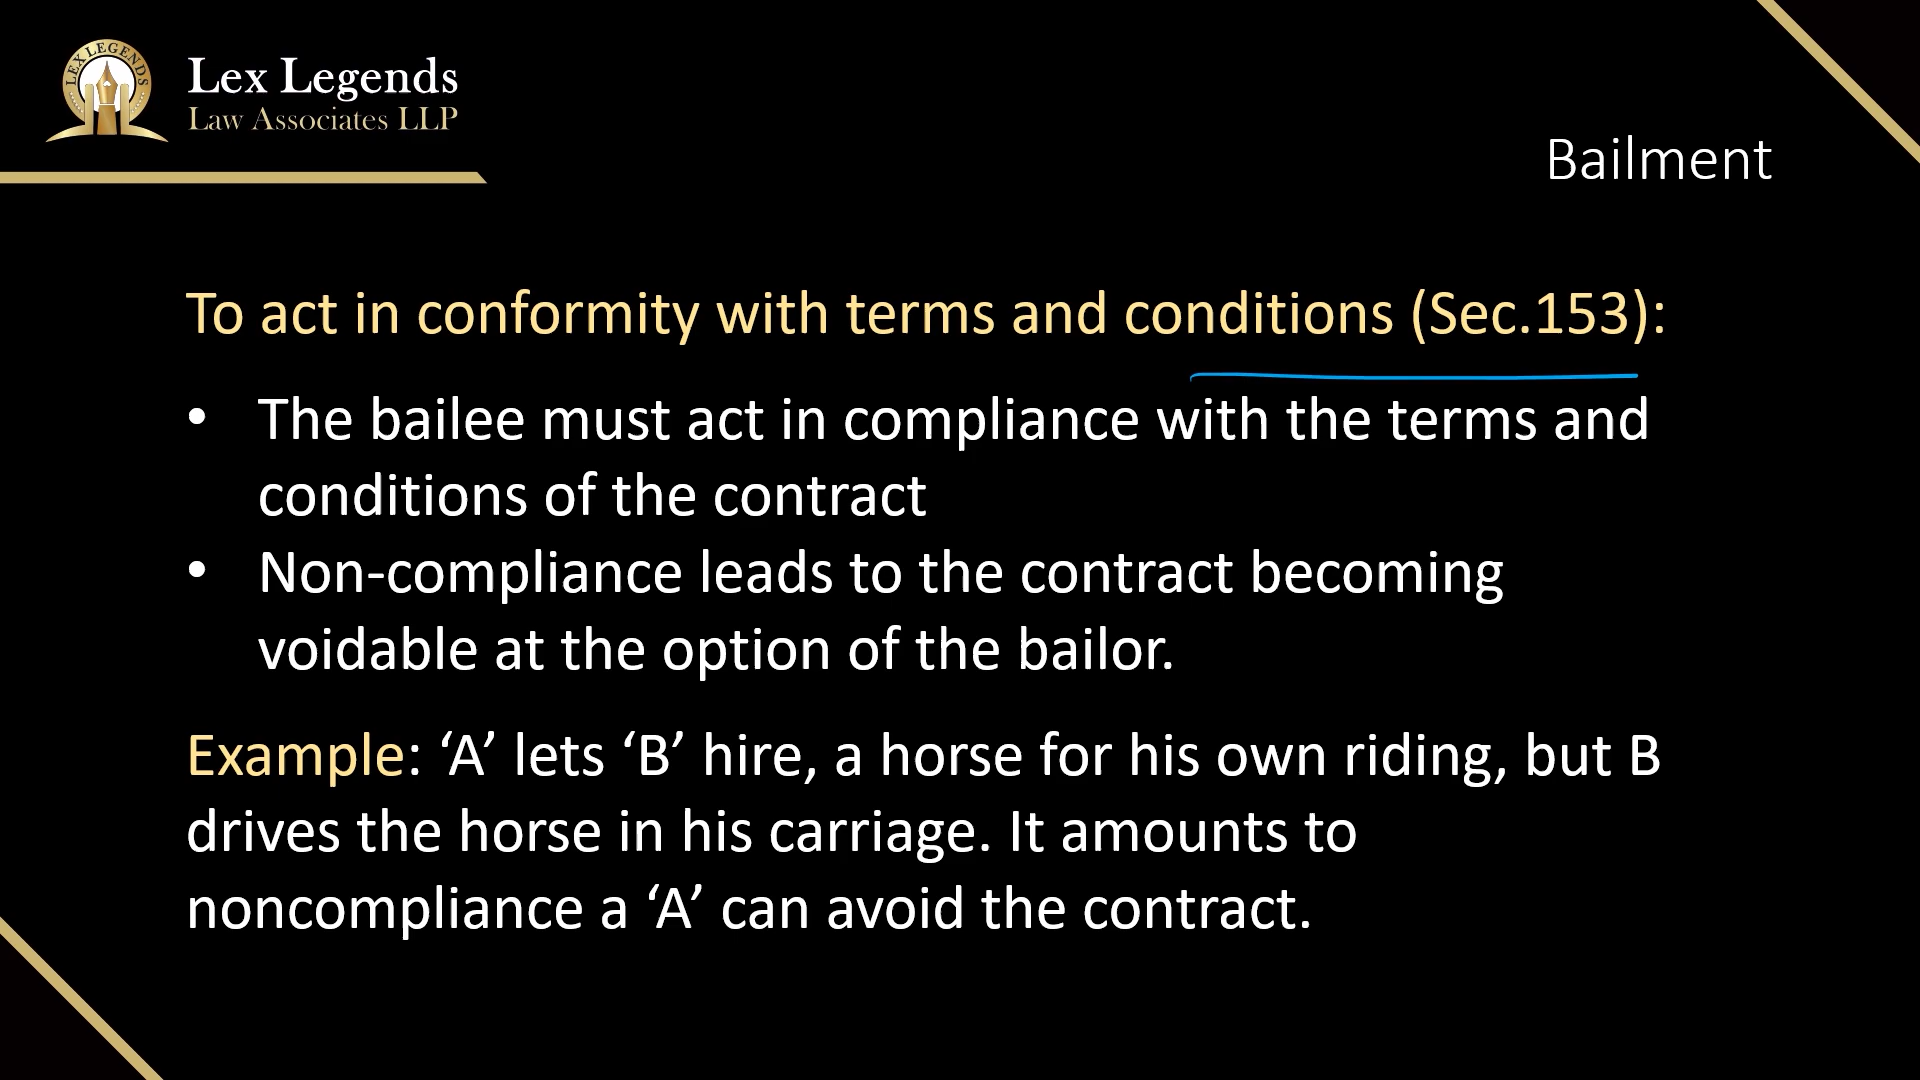 LEX LEGENDS
Lex Legends
Law Associates LLP
Bailment
To act in conformity with terms and conditions (Sec.153):
• The bailee must act in compliance with the terms and
conditions of the contract
• Non-compliance leads to the contract becoming
voidable at the option of the bailor.
Example: ‘A’ lets ‘B’ hire, a horse for his own riding, but B
drives the horse in his carriage. It amounts to
noncompliance a ‘A’ can avoid the contract.